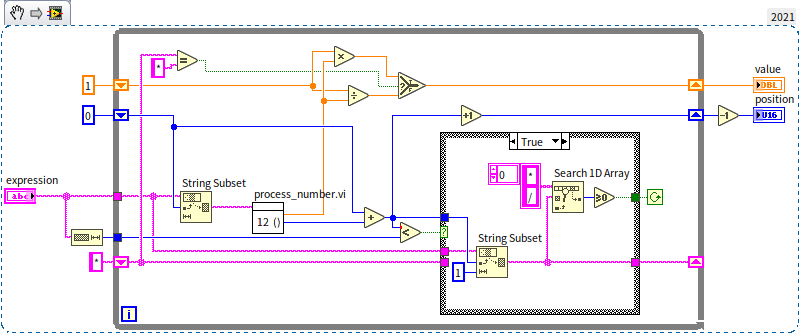 2021
*
=
×
÷
T
F
1
0
value
DBL
+1
-1
position
U16
True
expression
abc
String Subset
process_number.vi
12 ()
+
<
?
0
*
/
Search 1D Array
≥0
String Subset
1
*
i